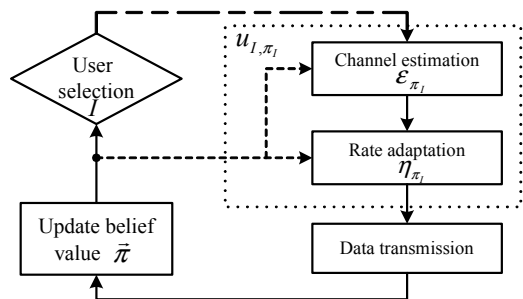 User
selection
I
u_{I,π_I}
Channel estimation
ε_{π_I}
Rate adaptation
η_{π_I}
Update belief
value π⃗
Data transmission